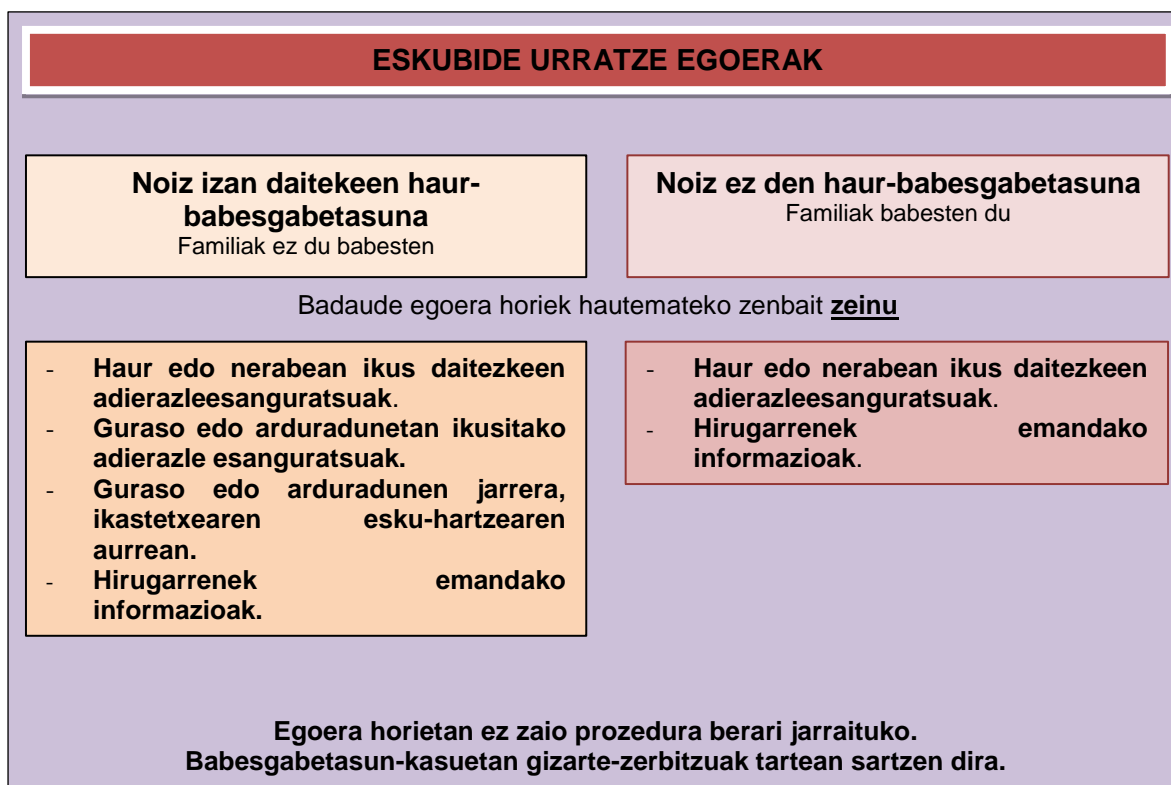 ESKUBIDE URRATZE EGOERAK
Noiz izan daitekeen haur-
babesgabetasuna
Familiak ez du babesten
Noiz ez den haur-babesgabetasuna
Familiak babesten du
Badaude egoera horiek hautemateko zenbait zeinu
- Haur edo nerabean ikus daitezkeen
adierazleesanguratsuak.
- Guraso edo arduradunetan ikusitako
adierazle esanguratsuak.
- Guraso edo arduradunen jarrera,
ikastetxearen esku-hartzearen
aurrean.
- Hirugarrenek emandako
informazioak.
- Haur edo nerabean ikus daitezkeen
adierazleesanguratsuak.
- Hirugarrenek emandako
informazioak.
Egoera horietan ez zaio prozedura berari jarraituko.
Babesgabetasun-kasuetan gizarte-zerbitzuak tartean sartzen dira.